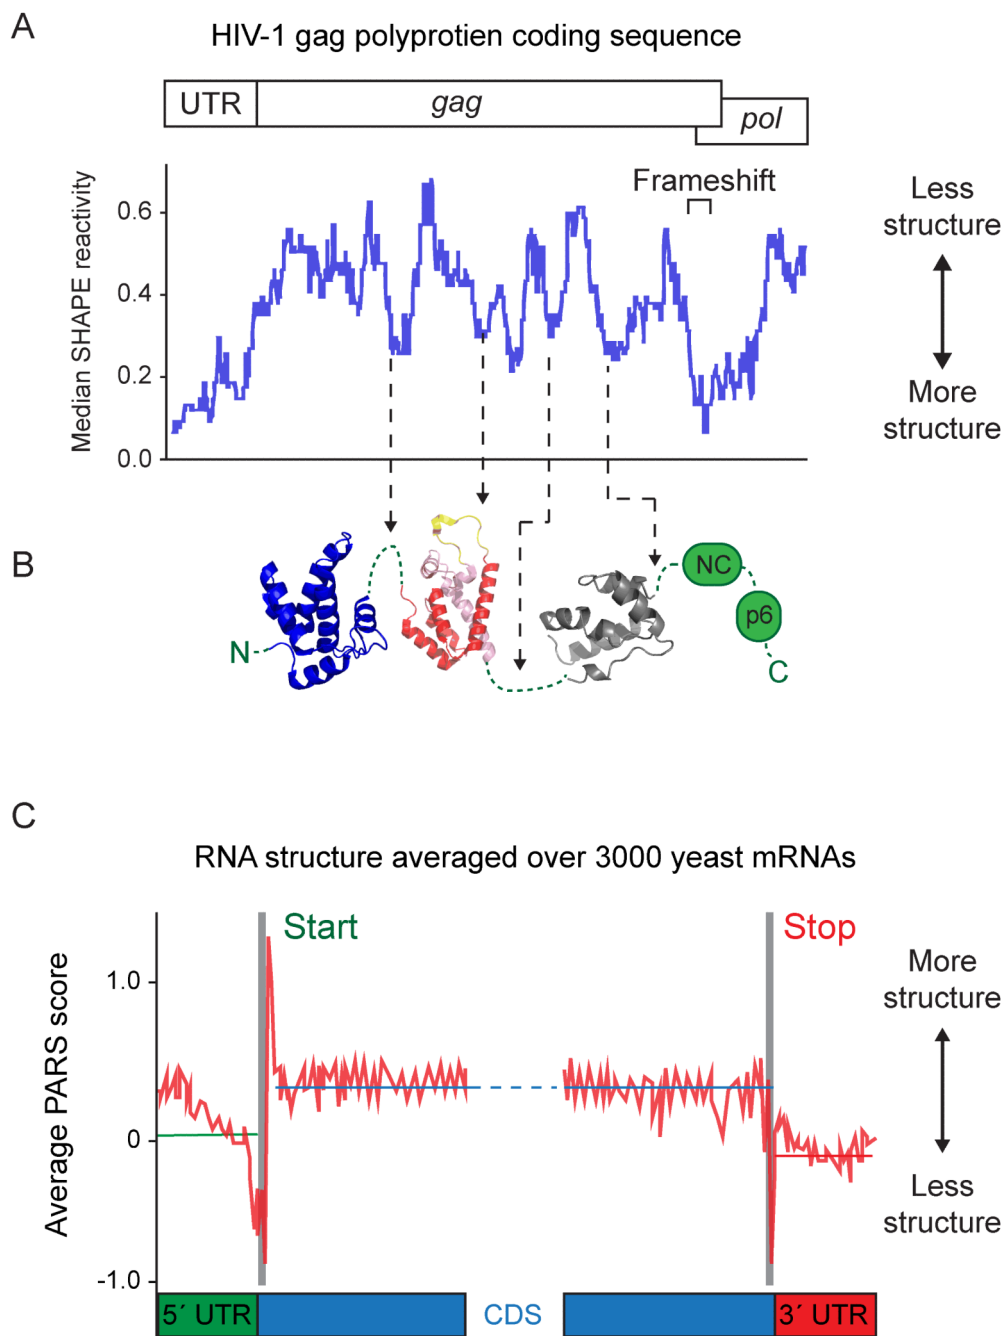 A
HIV-1 gag polyprotien coding sequence
UTR
gag
pol
Median SHAPE reactivity
0.6
0.4
0.2
0.0
Frameshift
Less
structure
More
structure
B
N
NC
p6
C
C
RNA structure averaged over 3000 yeast mRNAs
Average PARS score
1.0
0
-1.0
Start
Stop
More
structure
Less
structure
5´ UTR
CDS
3´ UTR